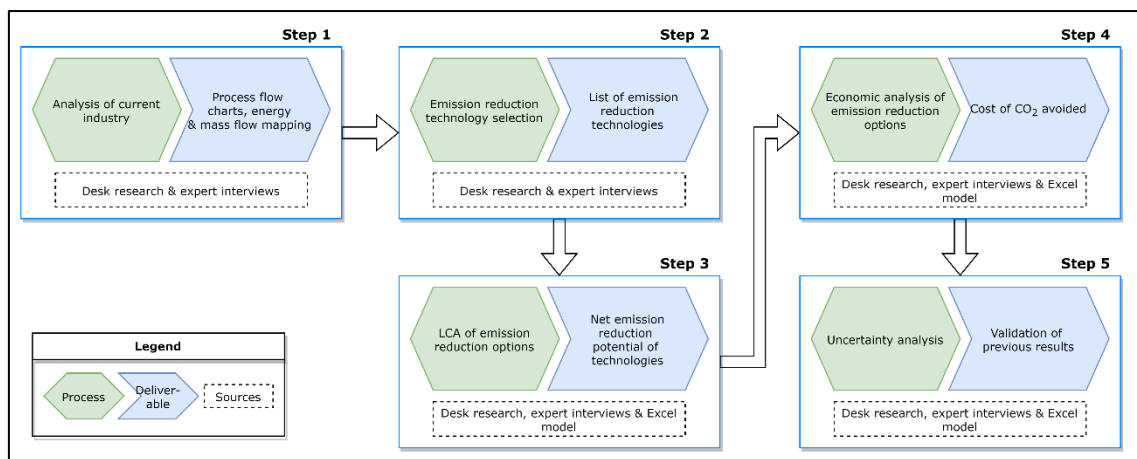 Step 1
Analysis of current
industry
Process flow
charts, energy
& mass flow mapping
Desk research & expert interviews
Step 2
Emission reduction
technology selection
List of emission
reduction
technologies
Desk research & expert interviews
Step 3
LCA of emission
reduction options
Net emission
reduction
potential of
technologies
Desk research, expert interviews & Excel
model
Step 4
Economic analysis of
emission reduction
options
Cost of CO₂ avoided
Desk research, expert interviews & Excel
model
Step 5
Uncertainty analysis
Validation of
previous results
Desk research, expert interviews & Excel
model
Legend
Process
Deliver-
able
Sources